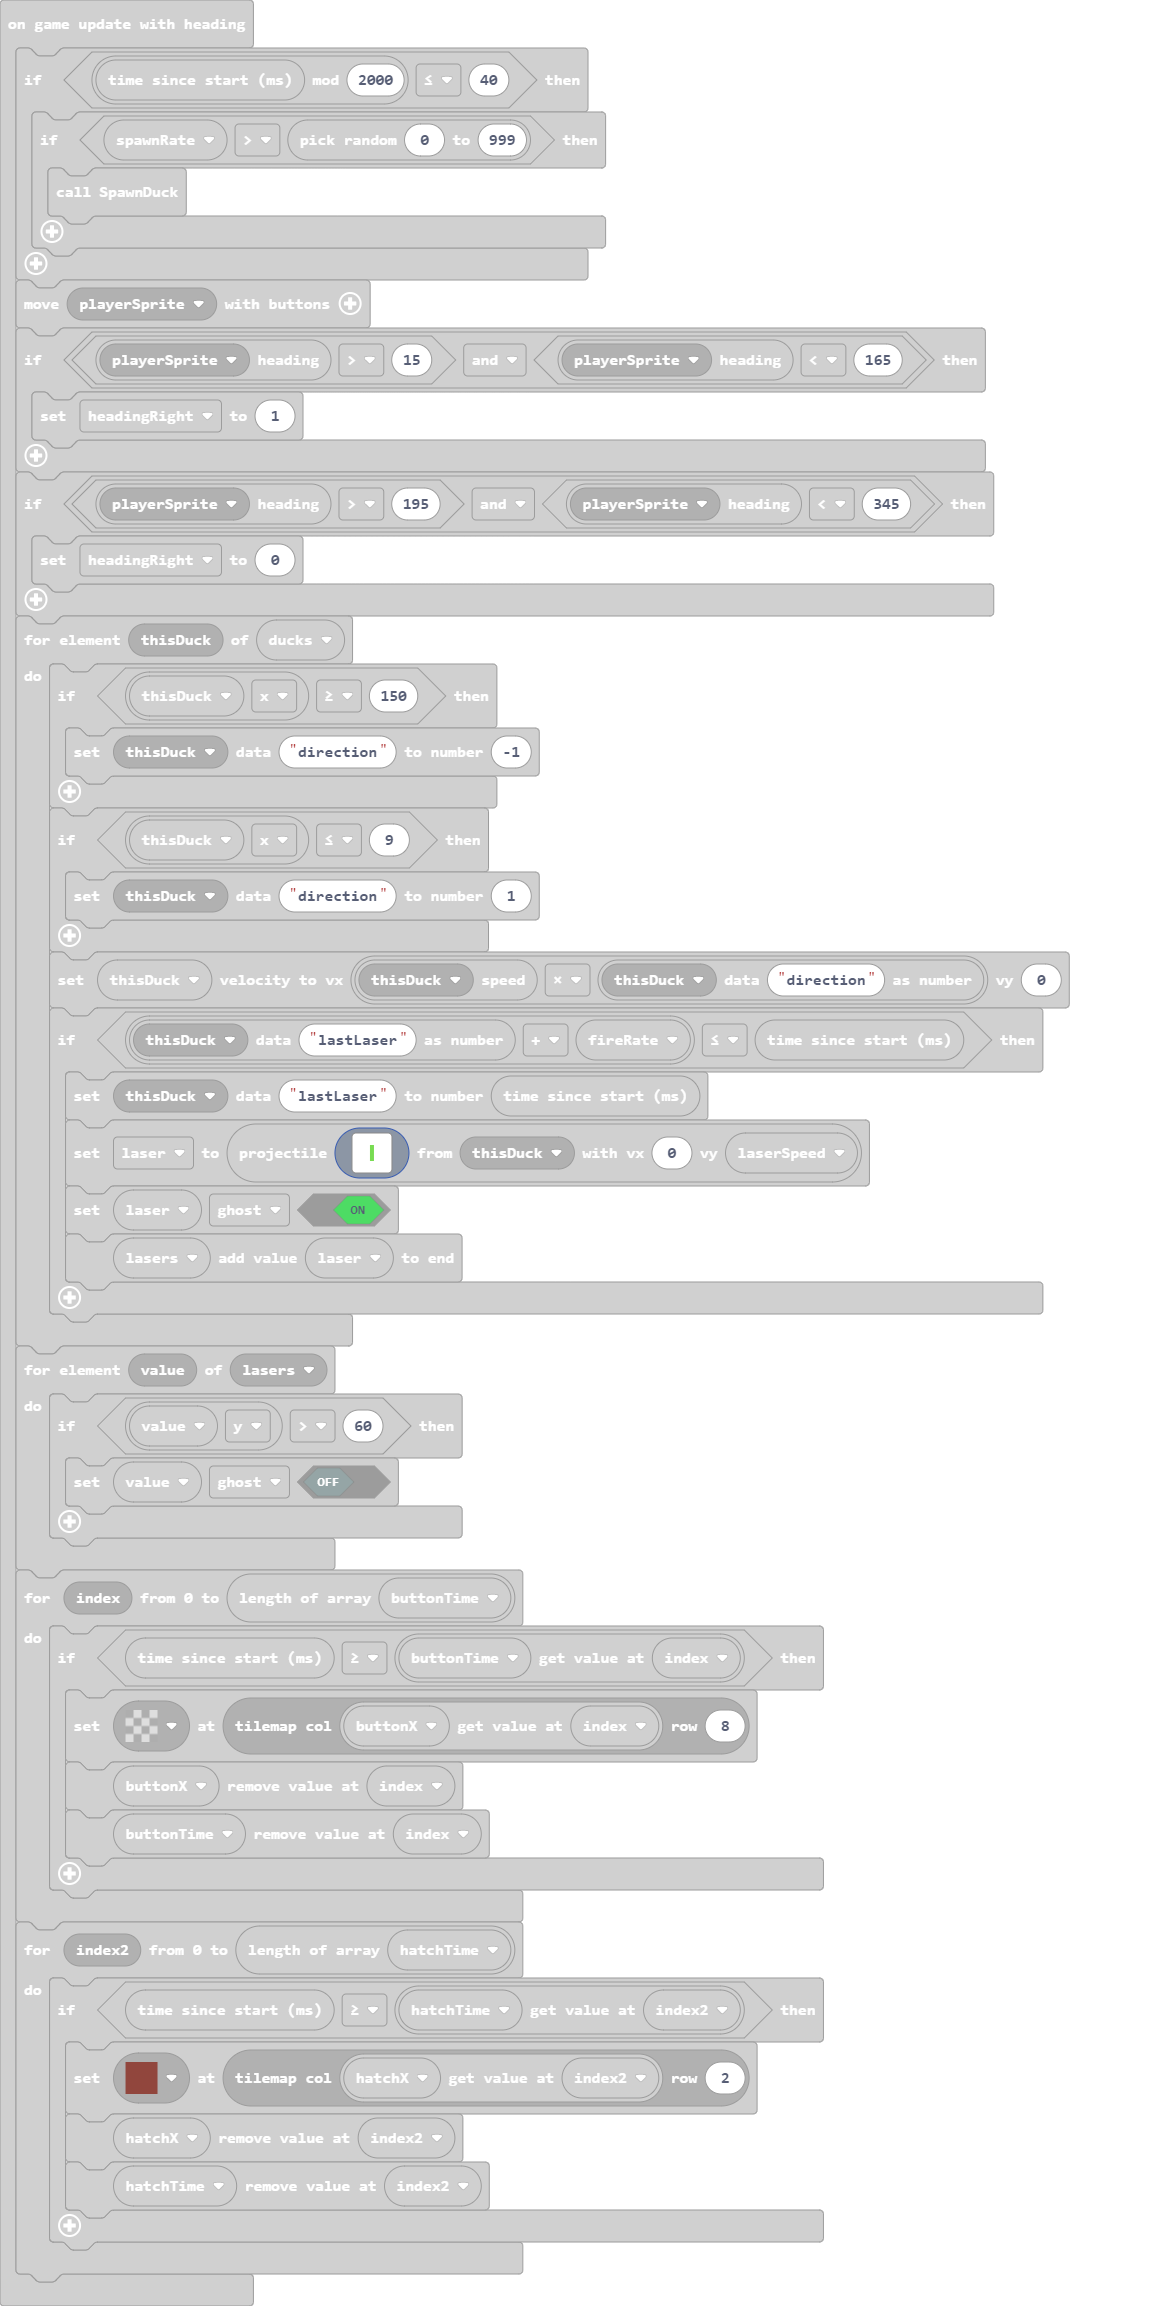 on game update with heading
if time since start (ms) mod 2000 ≤ 40 then
if spawnRate > pick random 0 to 999 then
call SpawnDuck
move playerSprite with buttons
if playerSprite heading > 15 and playerSprite heading < 165 then
set headingRight to 1
if playerSprite heading > 195 and playerSprite heading < 345 then
set headingRight to 0
for element thisDuck of ducks
do
if thisDuck x ≥ 150 then
set thisDuck data "direction" to number -1
if thisDuck x ≤ 9 then
set thisDuck data "direction" to number 1
set thisDuck velocity to vx thisDuck speed × thisDuck data "direction" as number vy 0
if thisDuck data "lastLaser" as number + fireRate ≤ time since start (ms) then
set thisDuck data "lastLaser" to number time since start (ms)
set laser to projectile from thisDuck with vx 0 vy laserSpeed
set laser ghost ON
lasers add value laser to end
for element value of lasers
do
if value y > 60 then
set value ghost OFF
for index from 0 to length of array buttonTime
do
if time since start (ms) ≥ buttonTime get value at index then
set at tilemap col buttonX get value at index row 8
buttonX remove value at index
buttonTime remove value at index
for index2 from 0 to length of array hatchTime
do
if time since start (ms) ≥ hatchTime get value at index2 then
set at tilemap col hatchX get value at index2 row 2
hatchX remove value at index2
hatchTime remove value at index2